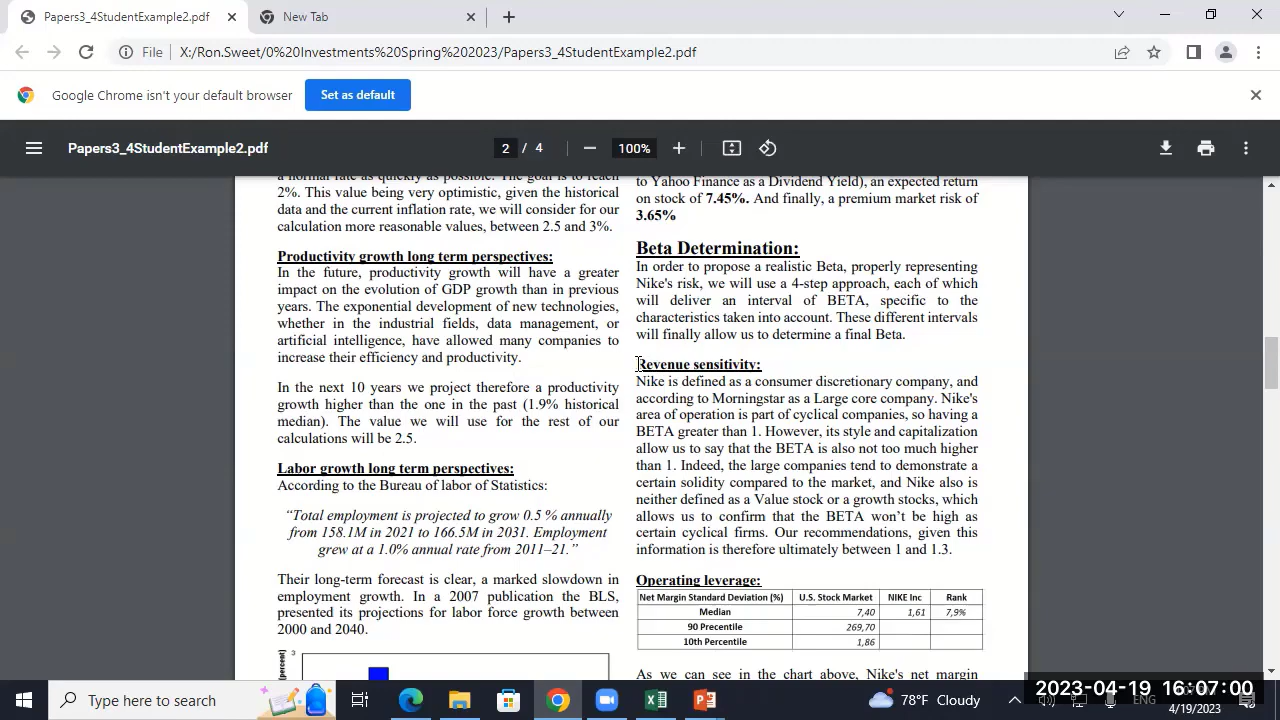 Papers3_4StudentExample2.pdf
New Tab
File
X:/Ron.Sweet/0%20Investments%20Spring%202023/Papers3_4StudentExample2.pdf
Google Chrome isn't your default browser
Set as default
Papers3_4StudentExample2.pdf
2 / 4
100%
a normal rate as quickly as possible. The goal is to reach
2%. This value being very optimistic, given the historical
data and the current inflation rate, we will consider for our
calculation more reasonable values, between 2.5 and 3%.
Productivity growth long term perspectives:
In the future, productivity growth will have a greater
impact on the evolution of GDP growth than in previous
years. The exponential development of new technologies,
whether in the industrial fields, data management, or
artificial intelligence, have allowed many companies to
increase their efficiency and productivity.
In the next 10 years we project therefore a productivity
growth higher than the one in the past (1.9% historical
median). The value we will use for the rest of our
calculations will be 2.5.
Labor growth long term perspectives:
According to the Bureau of labor of Statistics:
“Total employment is projected to grow 0.5 % annually
from 158.1M in 2021 to 166.5M in 2031. Employment
grew at a 1.0% annual rate from 2011–21.”
Their long-term forecast is clear, a marked slowdown in
employment growth. In a 2007 publication the BLS,
presented its projections for labor force growth between
2000 and 2040.
to Yahoo Finance as a Dividend Yield), an expected return
on stock of 7.45%. And finally, a premium market risk of
3.65%
Beta Determination:
In order to propose a realistic Beta, properly representing
Nike's risk, we will use a 4-step approach, each of which
will deliver an interval of BETA, specific to the
characteristics taken into account. These different intervals
will finally allow us to determine a final Beta.
Revenue sensitivity:
Nike is defined as a consumer discretionary company, and
according to Morningstar as a Large core company. Nike's
area of operation is part of cyclical companies, so having a
BETA greater than 1. However, its style and capitalization
allow us to say that the BETA is also not too much higher
than 1. Indeed, the large companies tend to demonstrate a
certain solidity compared to the market, and Nike also is
neither defined as a Value stock or a growth stocks, which
allows us to confirm that the BETA won't be high as
certain cyclical firms. Our recommendations, given this
information is therefore ultimately between 1 and 1.3.
Operating leverage:
Net Margin Standard Deviation (%) U.S. Stock Market NIKE Inc Rank
Median 7,40 1,61 7,9%
90 Precentile 269,70
10th Percentile 1,86
As we can see in the chart above, Nike's net margin
Type here to search
78°F Cloudy
ENG
2023-04-19 16:07:00
4/19/2023